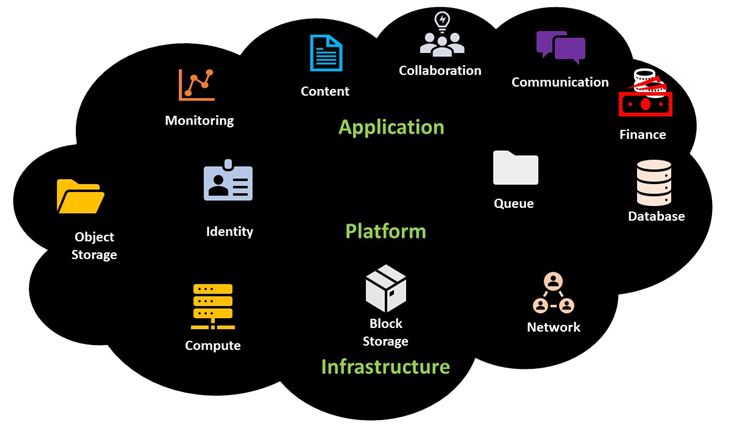 Collaboration
Communication
Content
Monitoring
Application
Finance
Object
Storage
Identity
Queue
Database
Platform
Compute
Block
Storage
Network
Infrastructure